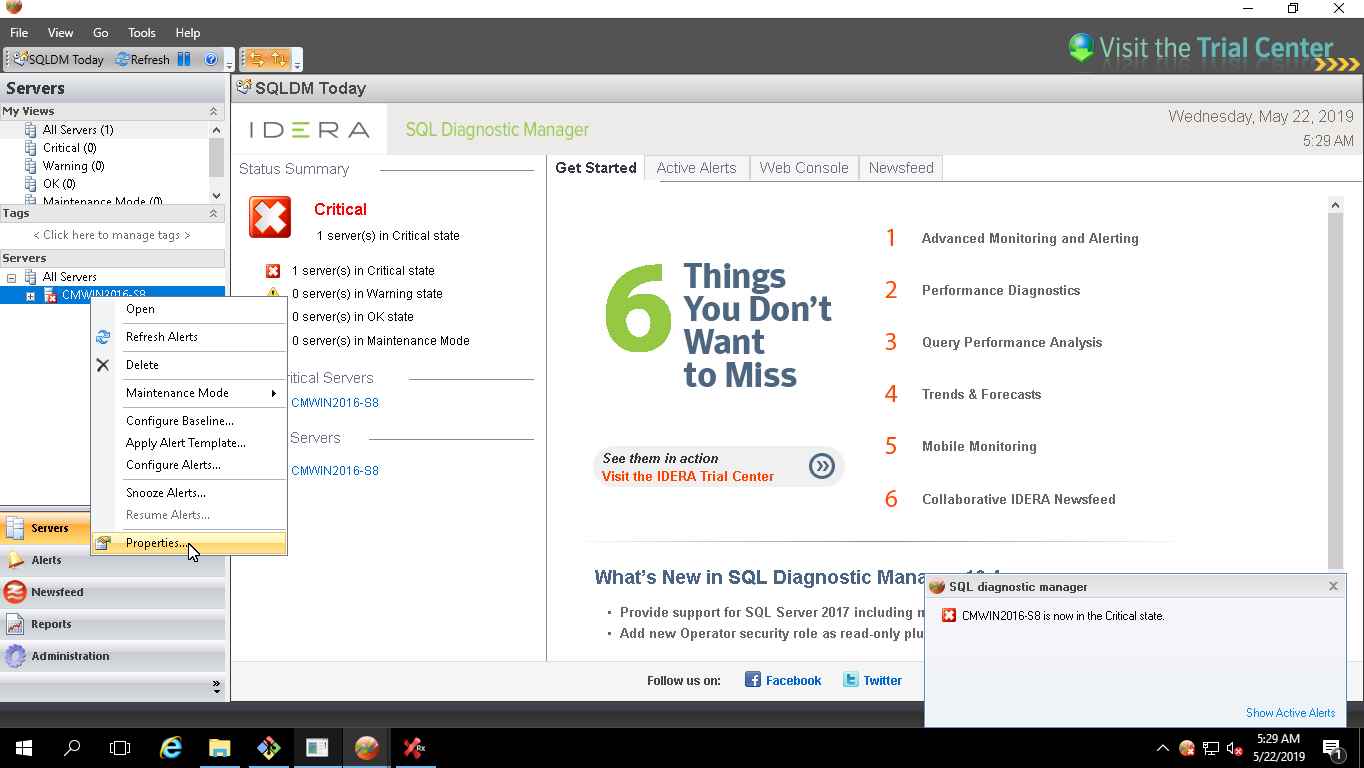 File View Go Tools Help
SQLDM Today Refresh
Visit the Trial Center
Servers
My Views
All Servers (1)
Critical (0)
Warning (0)
OK (0)
Maintenance Mode (0)
Tags
< Click here to manage tags >
Servers
All Servers
CMWIN2016-S8
Open
Refresh Alerts
Delete
Maintenance Mode
Configure Baseline...
Apply Alert Template...
Configure Alerts...
Snooze Alerts...
Resume Alerts...
Properties...
Servers
Alerts
Newsfeed
Reports
Administration
SQLDM Today
IDERA SQL Diagnostic Manager
Wednesday, May 22, 2019
5:29 AM
Status Summary
Critical
1 server(s) in Critical state
1 server(s) in Critical state
0 server(s) in Warning state
0 server(s) in OK state
0 server(s) in Maintenance Mode
ritical Servers
CMWIN2016-S8
Servers
CMWIN2016-S8
Get Started Active Alerts Web Console Newsfeed
6 Things
You Don't
Want
to Miss
See them in action
Visit the IDERA Trial Center
1 Advanced Monitoring and Alerting
2 Performance Diagnostics
3 Query Performance Analysis
4 Trends & Forecasts
5 Mobile Monitoring
6 Collaborative IDERA Newsfeed
What's New in SQL Diagnostic Mana
Provide support for SQL Server 2017 including
Add new Operator security role as read-only plu
Follow us on: Facebook Twitter
SQL diagnostic manager
CMWIN2016-S8 is now in the Critical state.
Show Active Alerts
Rx
5:29 AM
5/22/2019
1